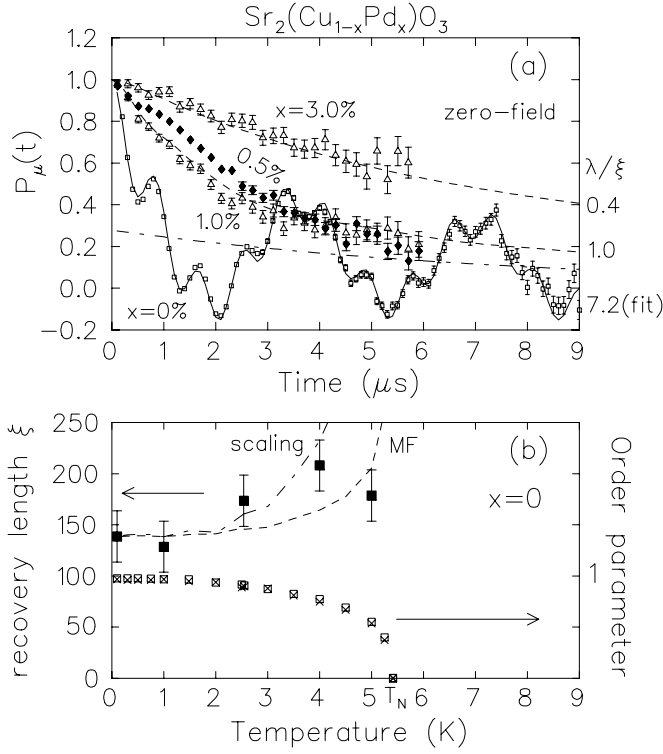 Sr₂(Cu₁₋ₓPdₓ)O₃
1.2
(a)
1.0
x=3.0%
zero-field
0.8
P_μ(t)
0.6
0.5%
λ/ξ
0.4
1.0%
0.4
0.2
1.0
0.0
x=0%
7.2(fit)
-0.2
0 1 2 3 4 5 6 7 8 9
Time (μs)
250
scaling
MF
(b)
200
x=0
150
100
1
50
0
recovery length ξ
Order parameter
0 1 2 3 4 5 T_N 6 7 8 9
Temperature (K)